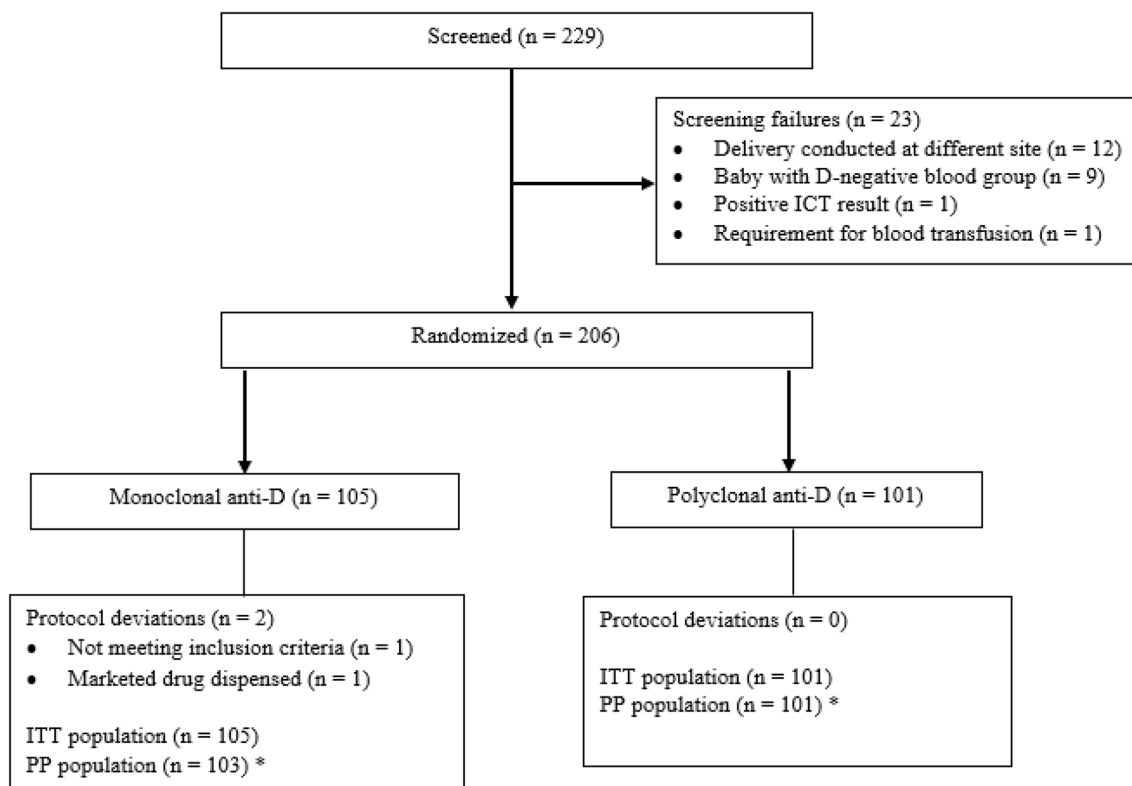 Screened (n = 229)
Screening failures (n = 23)
• Delivery conducted at different site (n = 12)
• Baby with D-negative blood group (n = 9)
• Positive ICT result (n = 1)
• Requirement for blood transfusion (n = 1)
Randomized (n = 206)
Monoclonal anti-D (n = 105)
Polyclonal anti-D (n = 101)
Protocol deviations (n = 2)
• Not meeting inclusion criteria (n = 1)
• Marketed drug dispensed (n = 1)
ITT population (n = 105)
PP population (n = 103) *
Protocol deviations (n = 0)
ITT population (n = 101)
PP population (n = 101) *